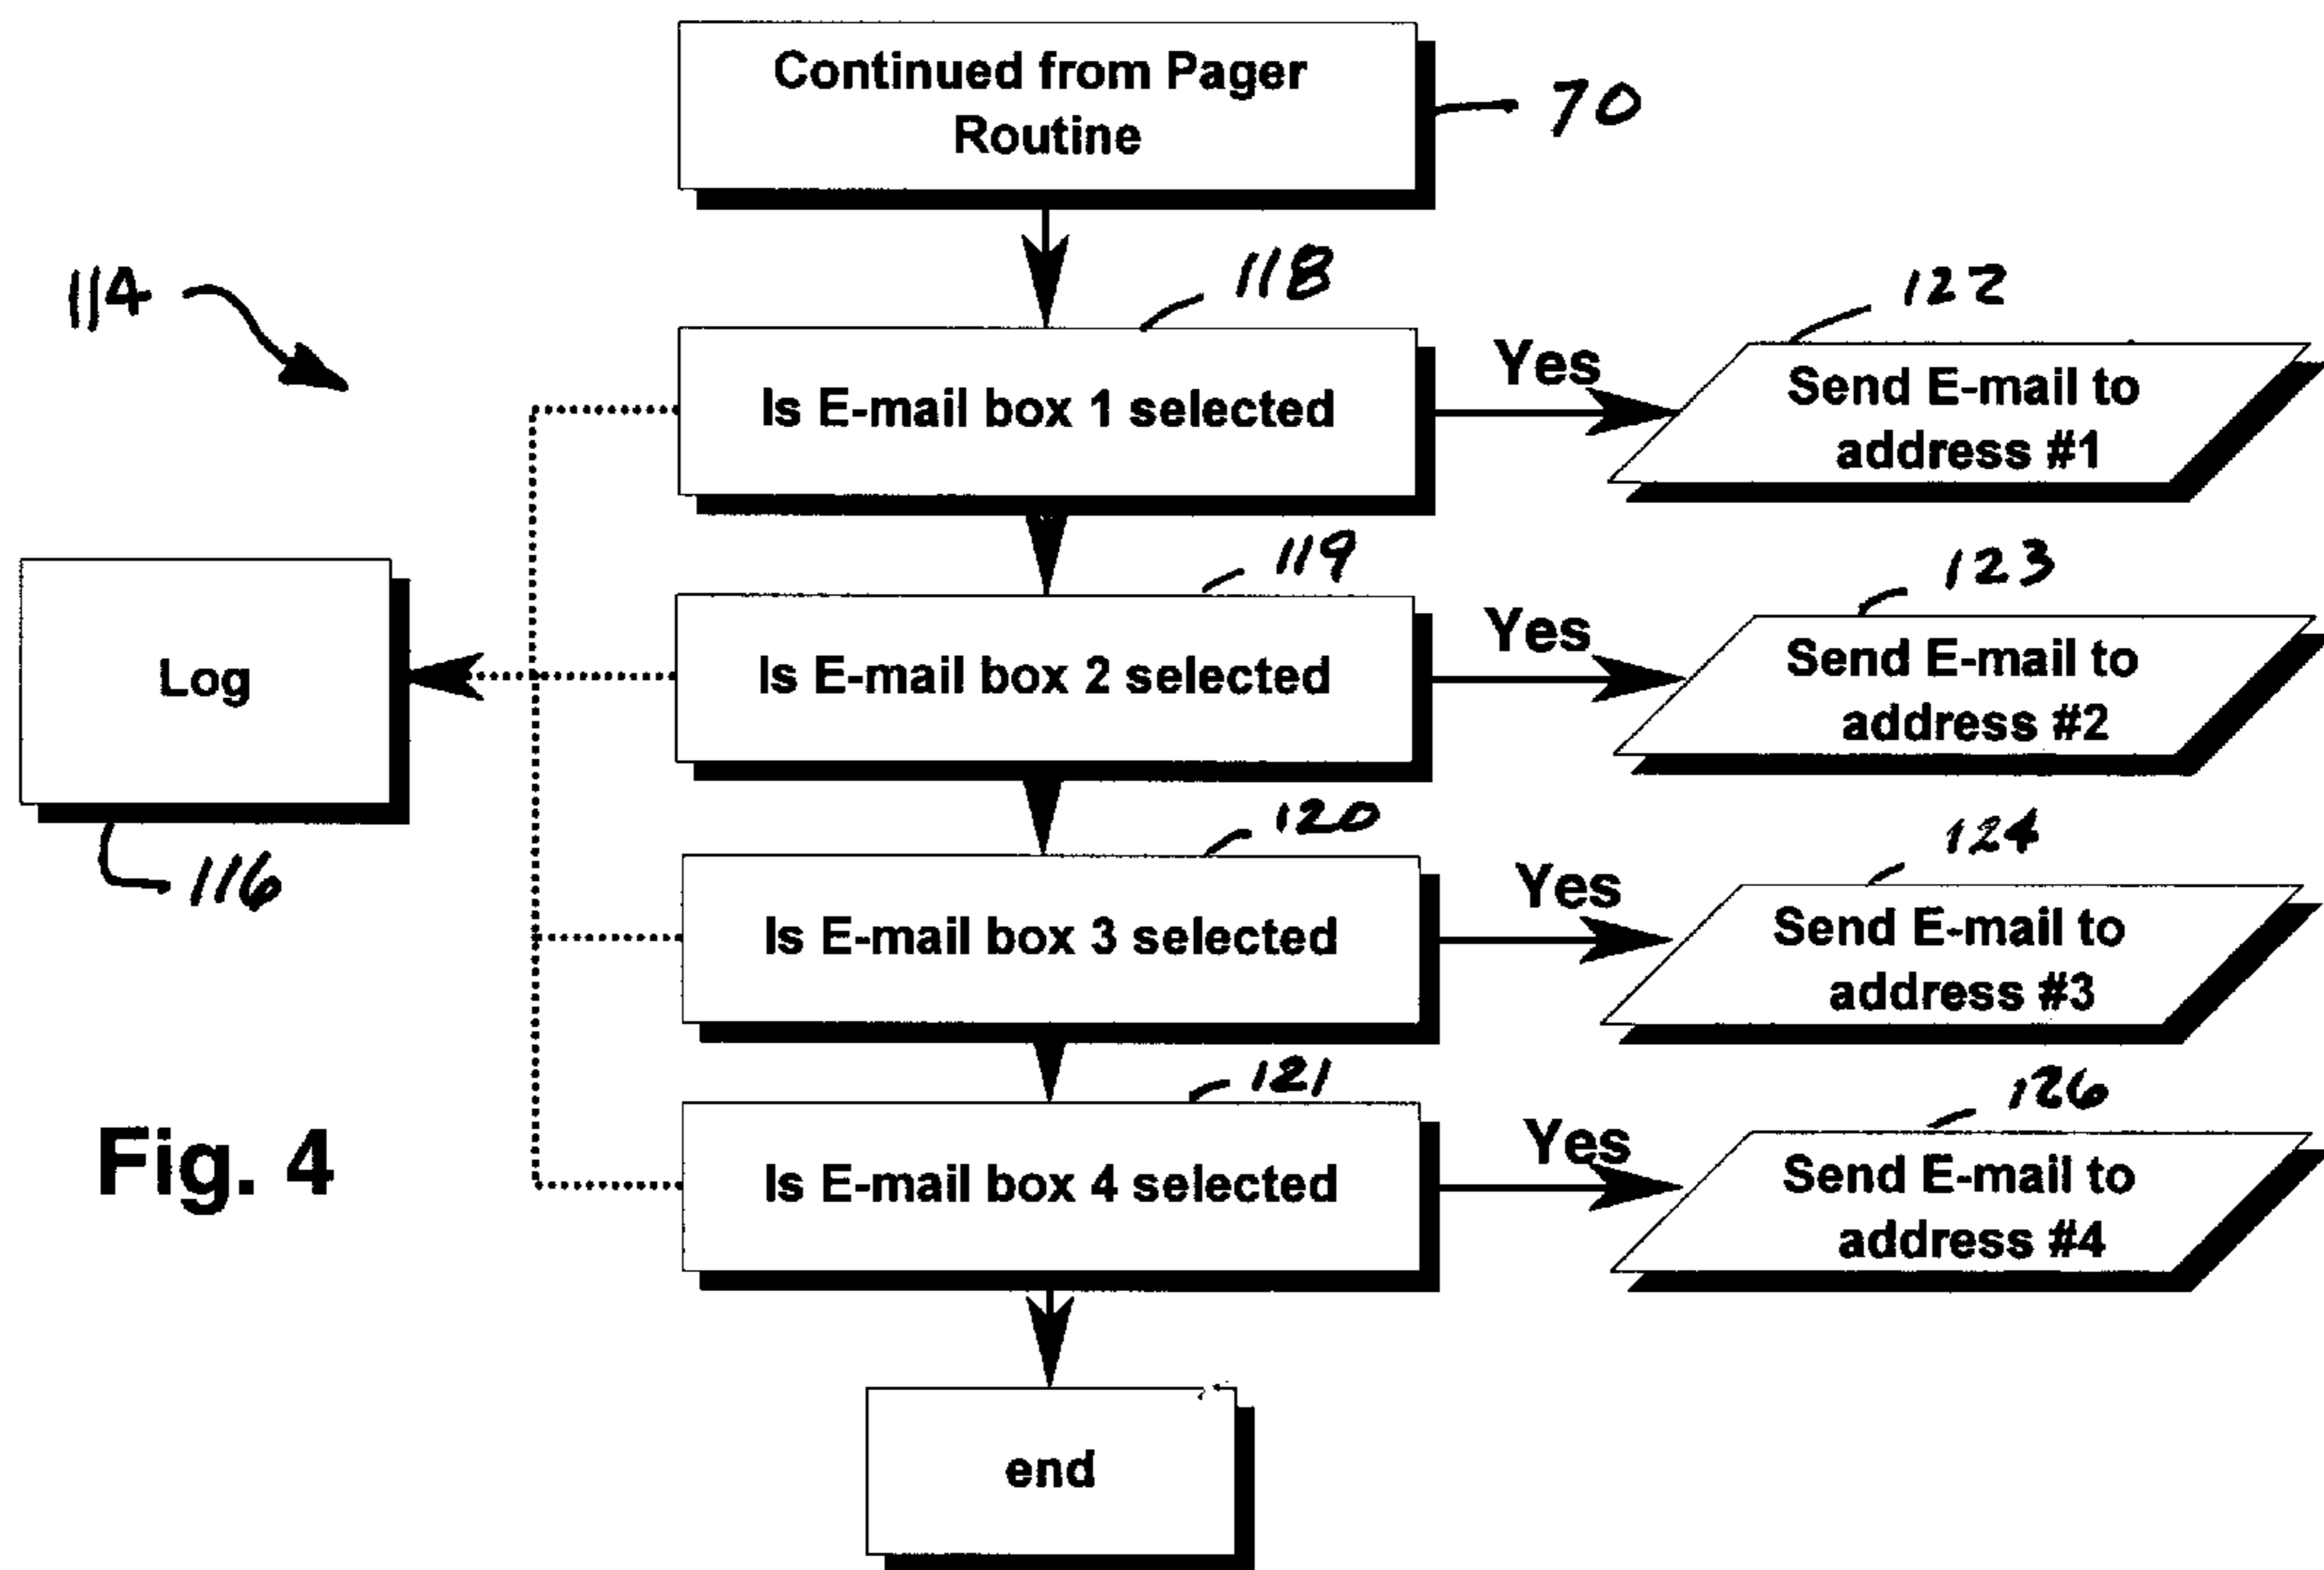 Continued from Pager
Routine
70
114
118
122
Is E-mail box 1 selected
Yes
Send E-mail to
address #1
119
123
Log
116
Is E-mail box 2 selected
Yes
Send E-mail to
address #2
120
124
Is E-mail box 3 selected
Yes
Send E-mail to
address #3
121
126
Is E-mail box 4 selected
Yes
Send E-mail to
address #4
Fig. 4
end